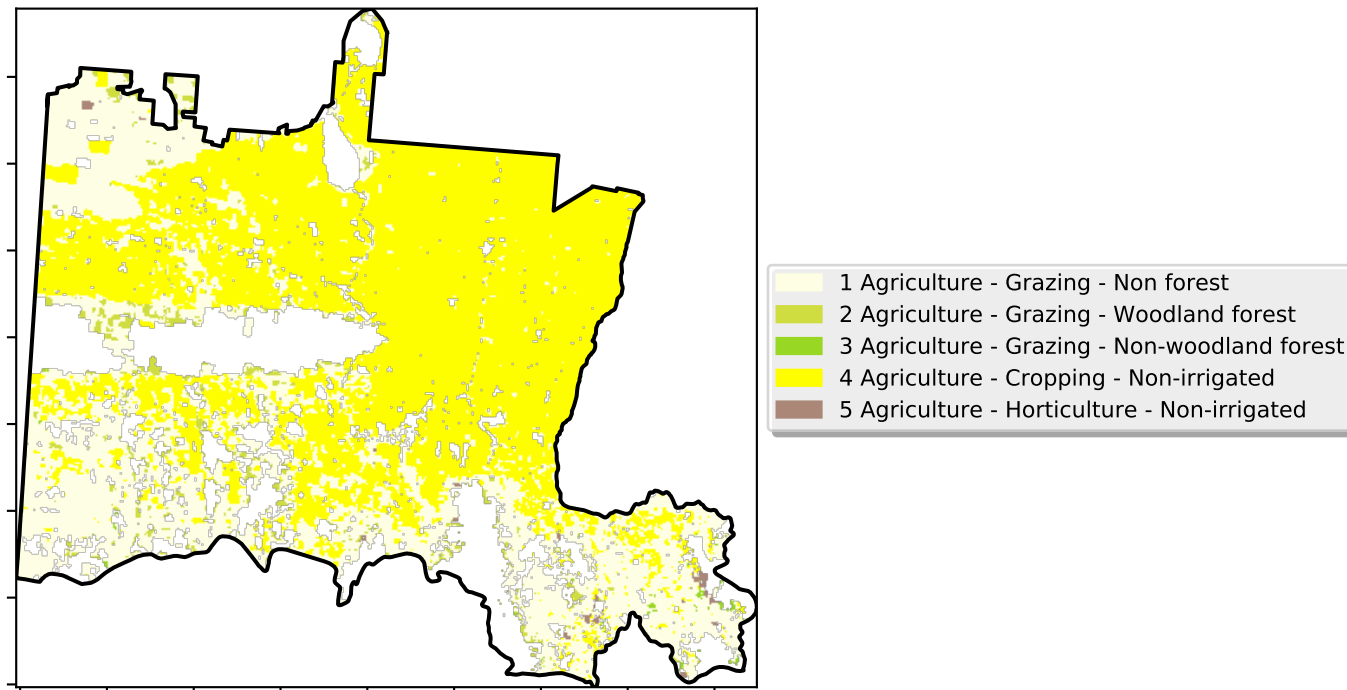 1 Agriculture - Grazing - Non forest
2 Agriculture - Grazing - Woodland forest
3 Agriculture - Grazing - Non-woodland forest
4 Agriculture - Cropping - Non-irrigated
5 Agriculture - Horticulture - Non-irrigated